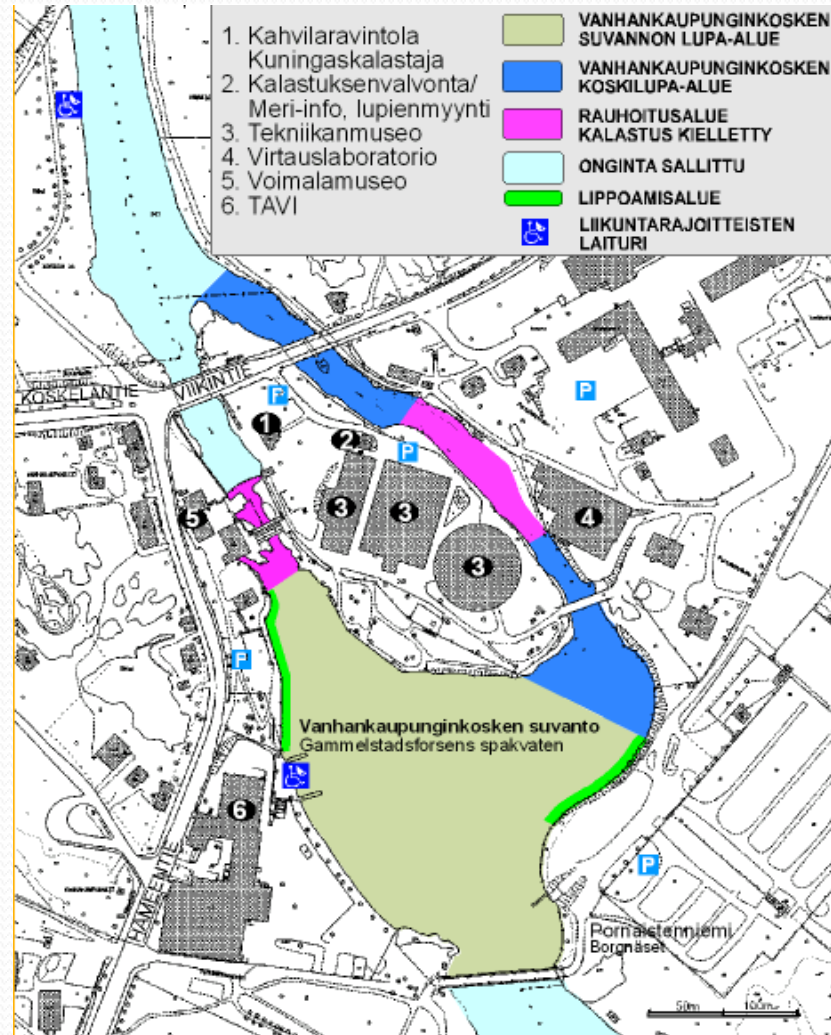 1. Kahvilaravintola
Kuningaskalastaja
2. Kalastuksenvalvonta/
Meri-info, lupienmyynti
3. Tekniikanmuseo
4. Virtauslaboratorio
5. Voimalamuseo
6. TAVI
VANHANKAUPUNGINKOSKEN
SUVANNON LUPA-ALUE
VANHANKAUPUNGINKOSKEN
KOSKILUPA-ALUE
RAUHOITUSALUE
KALASTUS KIELLETTY
ONGINTA SALLITTU
LIPPOAMISALUE
LIIKUNTARAJOITTEISTEN
LAITURI
KOSKELANTIE
VIIKINTIE
P
P
1
2
P
3
3
5
4
3
P
Vanhankaupunginkosken suvanto
Gammelstadsforsens spakvaten
6
HÄMEENTIE
P
Pornaistenniemi
Borgnäset
50m
100m